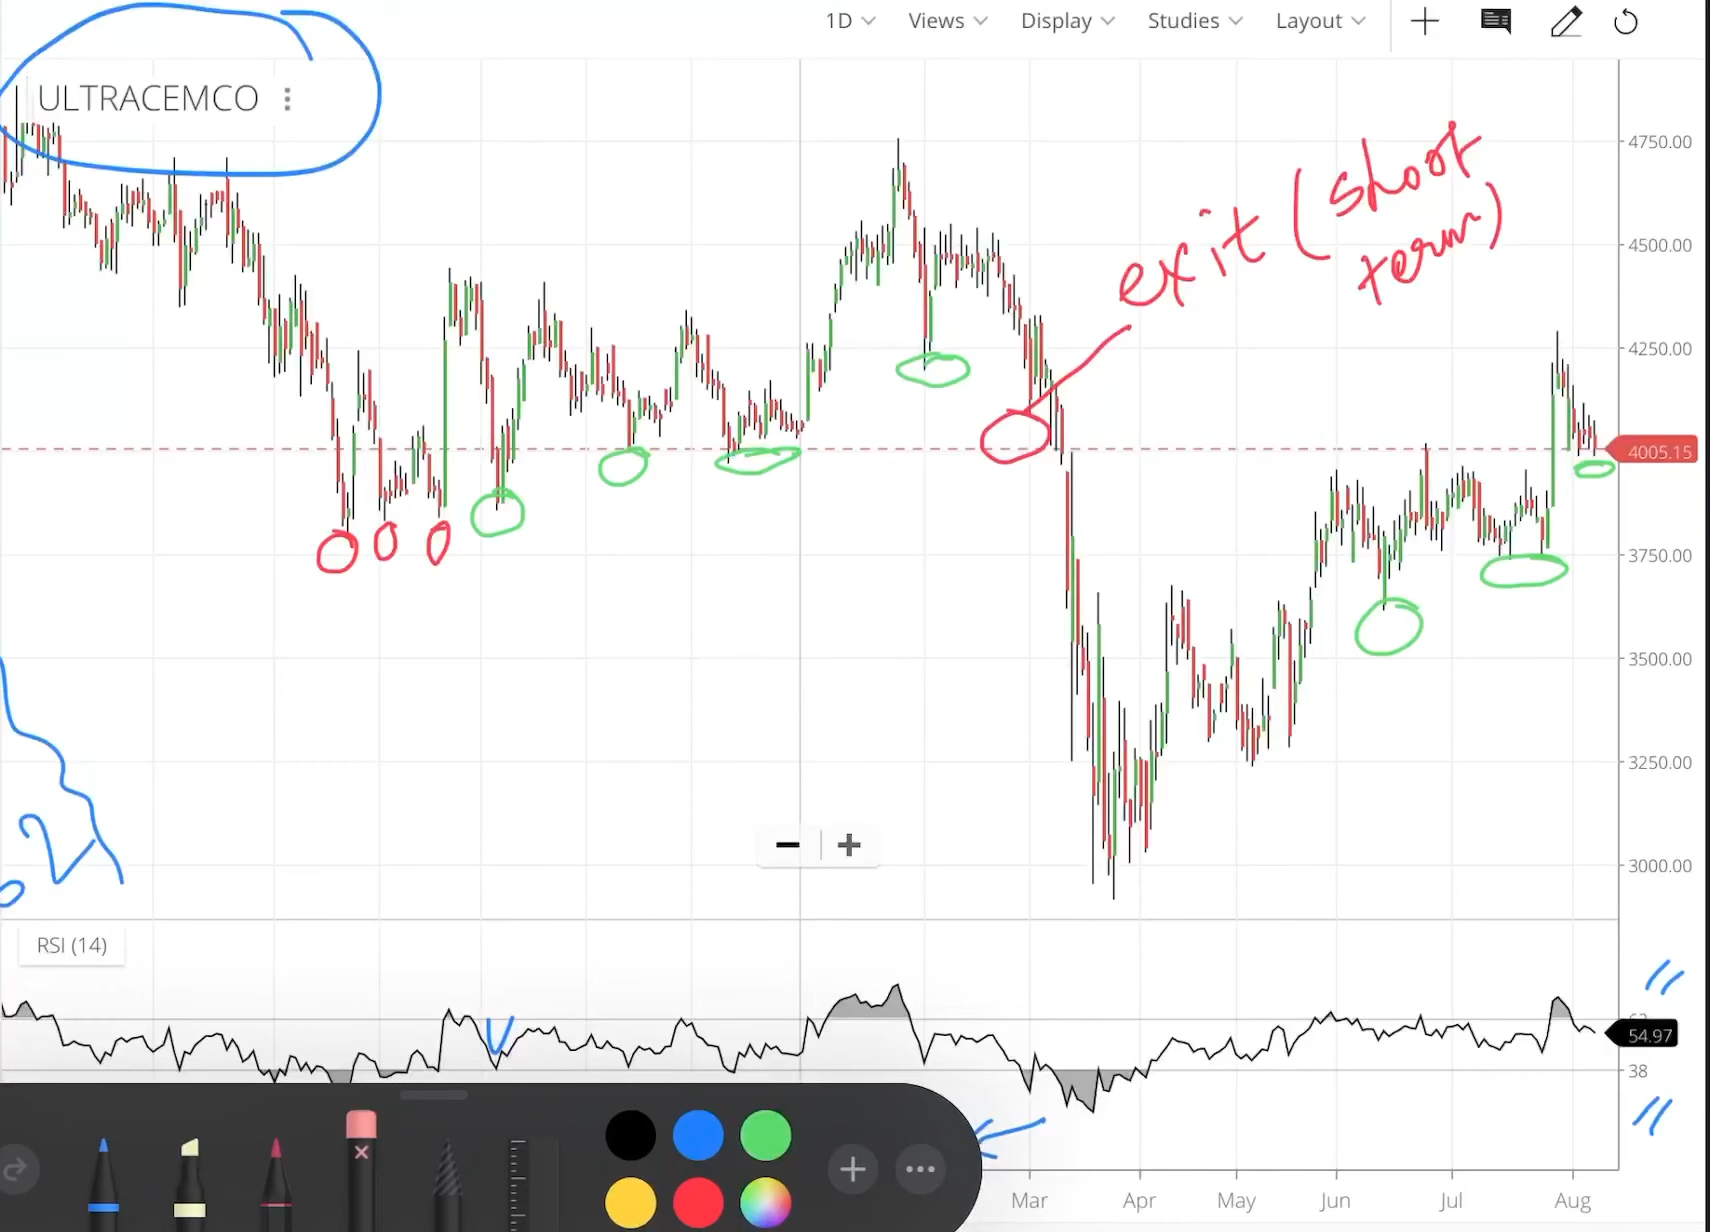 1D Views Display Studies Layout
ULTRACEMCO
exit (short
term)
4750.00
4500.00
4250.00
4005.15
3750.00
3500.00
3250.00
3000.00
RSI (14)
54.97
38
Mar Apr May Jun Jul Aug